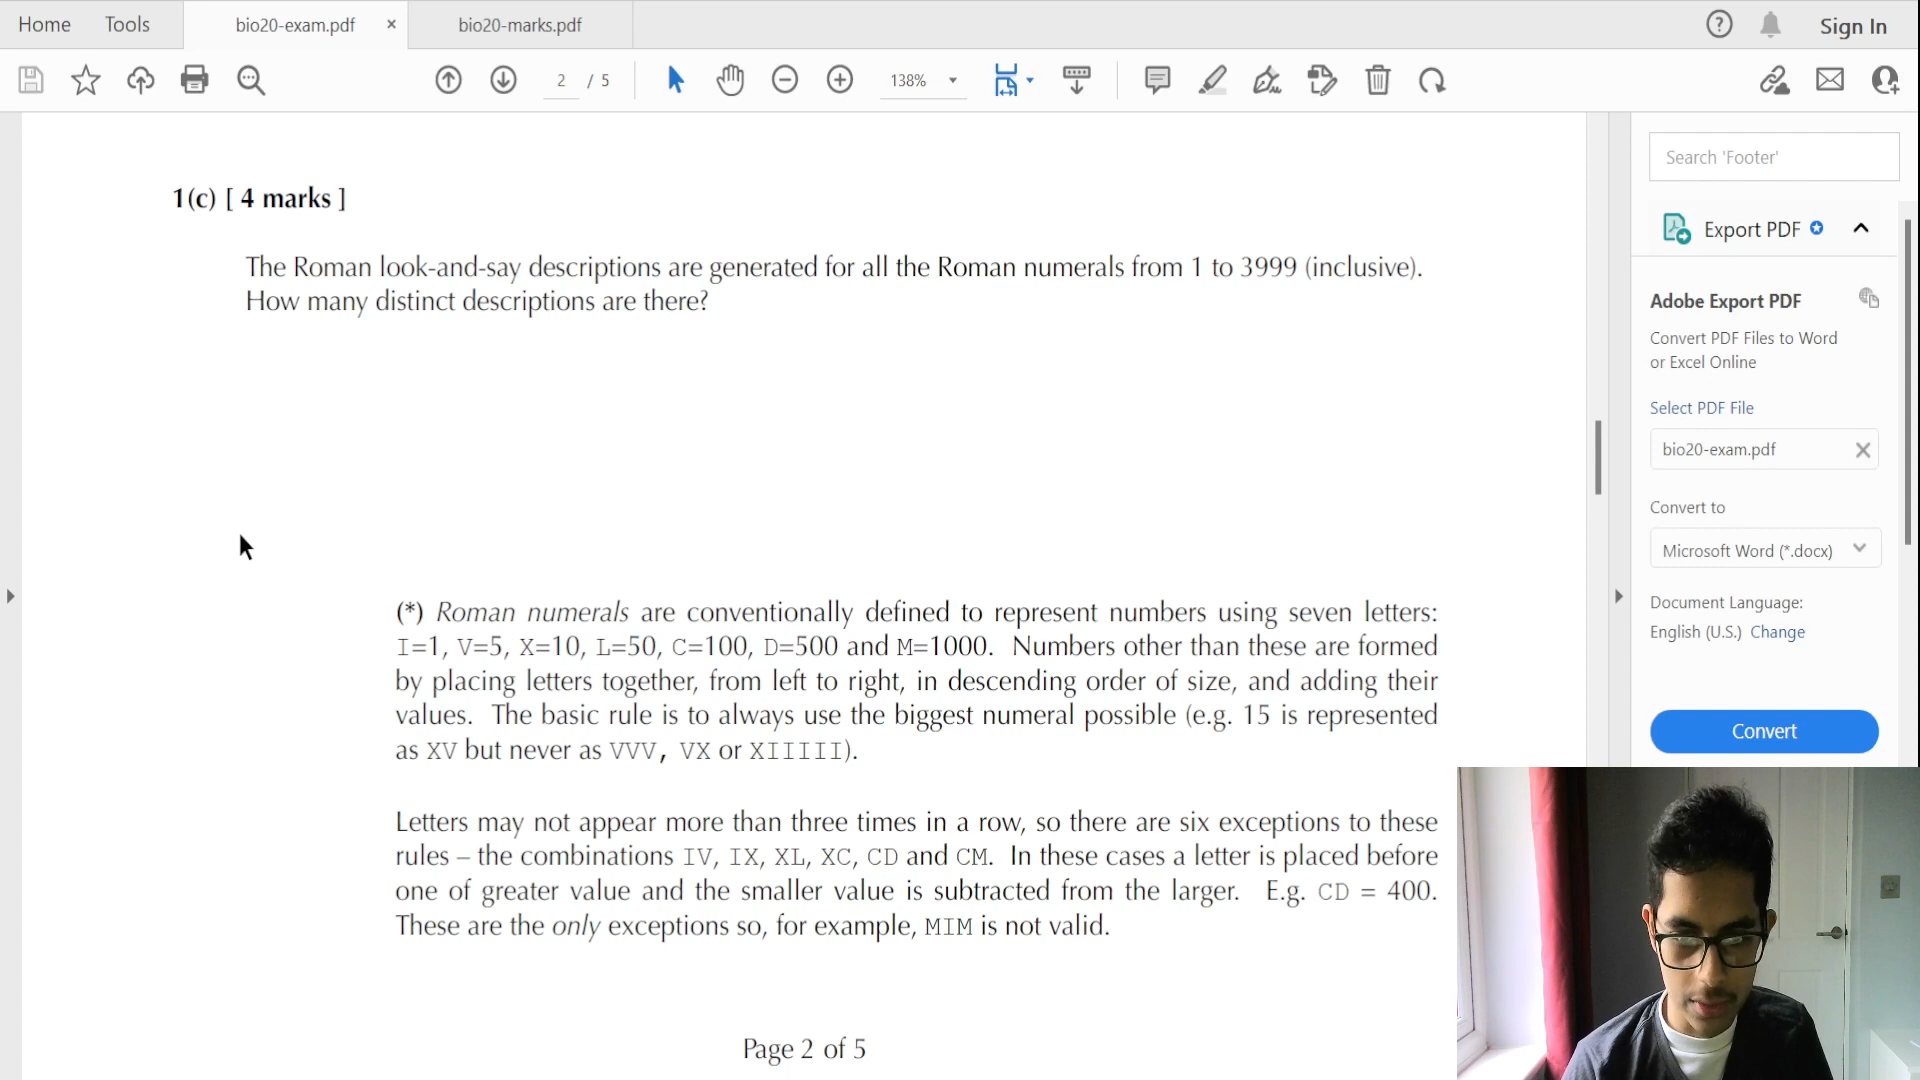 Home Tools bio20-exam.pdf × bio20-marks.pdf Sign In
2 / 5 138%
1(c) [ 4 marks ]
The Roman look-and-say descriptions are generated for all the Roman numerals from 1 to 3999 (inclusive).
How many distinct descriptions are there?
(*) Roman numerals are conventionally defined to represent numbers using seven letters:
I=1, V=5, X=10, L=50, C=100, D=500 and M=1000. Numbers other than these are formed
by placing letters together, from left to right, in descending order of size, and adding their
values. The basic rule is to always use the biggest numeral possible (e.g. 15 is represented
as XV but never as VVV, VX or XIIIII).
Letters may not appear more than three times in a row, so there are six exceptions to these
rules – the combinations IV, IX, XL, XC, CD and CM. In these cases a letter is placed before
one of greater value and the smaller value is subtracted from the larger. E.g. CD = 400.
These are the only exceptions so, for example, MIM is not valid.
Page 2 of 5
Search 'Footer'
Export PDF
Adobe Export PDF
Convert PDF Files to Word
or Excel Online
Select PDF File
bio20-exam.pdf
Convert to
Microsoft Word (*.docx)
Document Language:
English (U.S.) Change
Convert